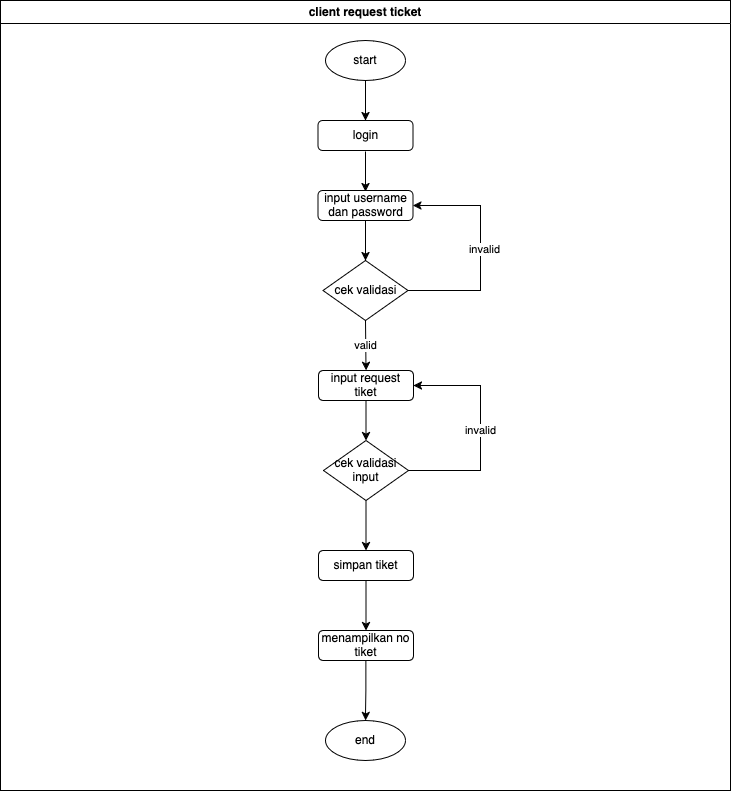 client request ticket
start
login
input username
dan password
invalid
cek validasi
valid
input request
tiket
invalid
cek validasi
input
simpan tiket
menampilkan no
tiket
end